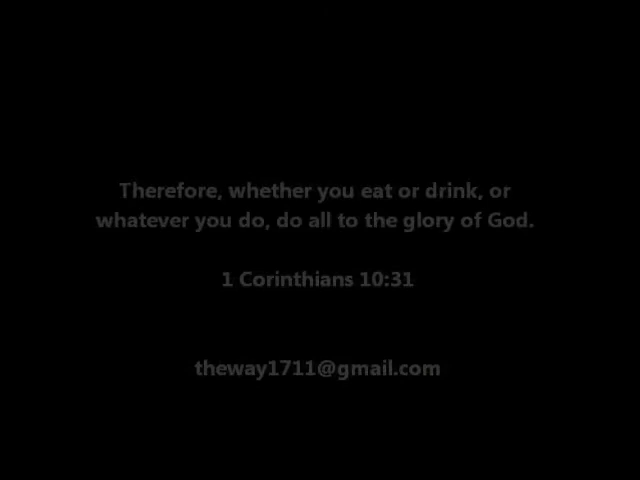 Therefore, whether you eat or drink, or
whatever you do, do all to the glory of God.
1 Corinthians 10:31
theway1711@gmail.com